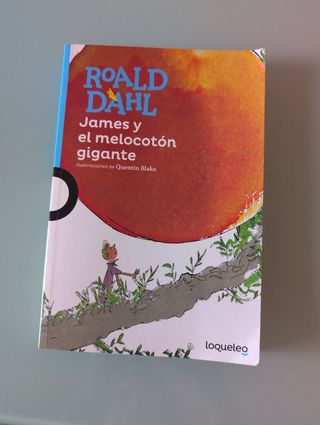 ROALD
DAHL
James y
el melocotón
gigante
ILUSTRACIONES DE Quentin Blake
loqueleo